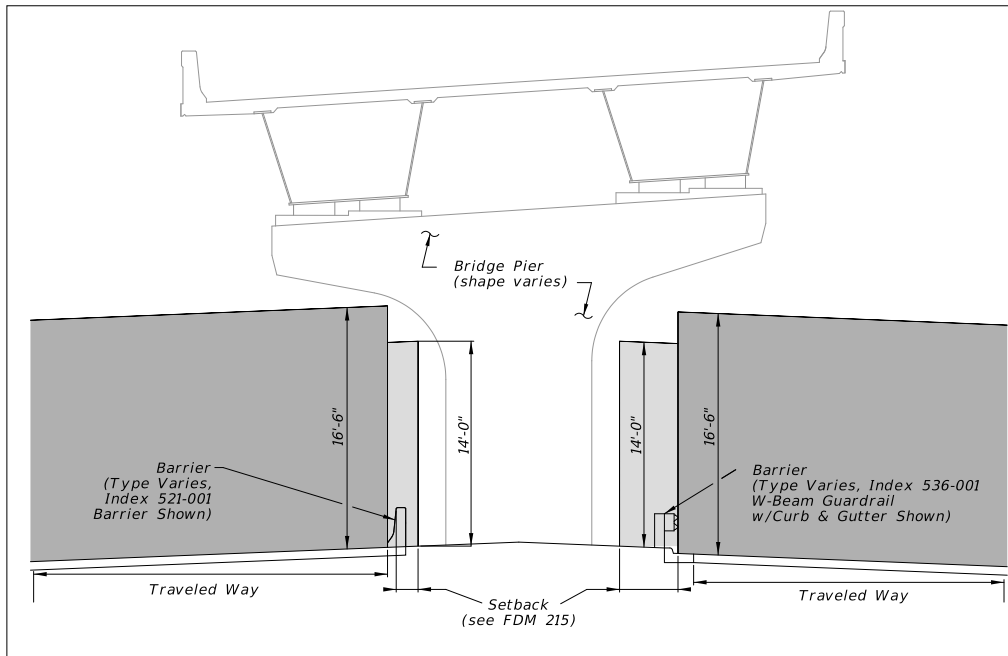 Bridge Pier
(shape varies)
16'-6"
14'-0"
14'-0"
16'-6"
Barrier
(Type Varies,
Index 521-001
Barrier Shown)
Barrier
(Type Varies, Index 536-001
W-Beam Guardrail
w/Curb & Gutter Shown)
Traveled Way
Setback
(see FDM 215)
Traveled Way